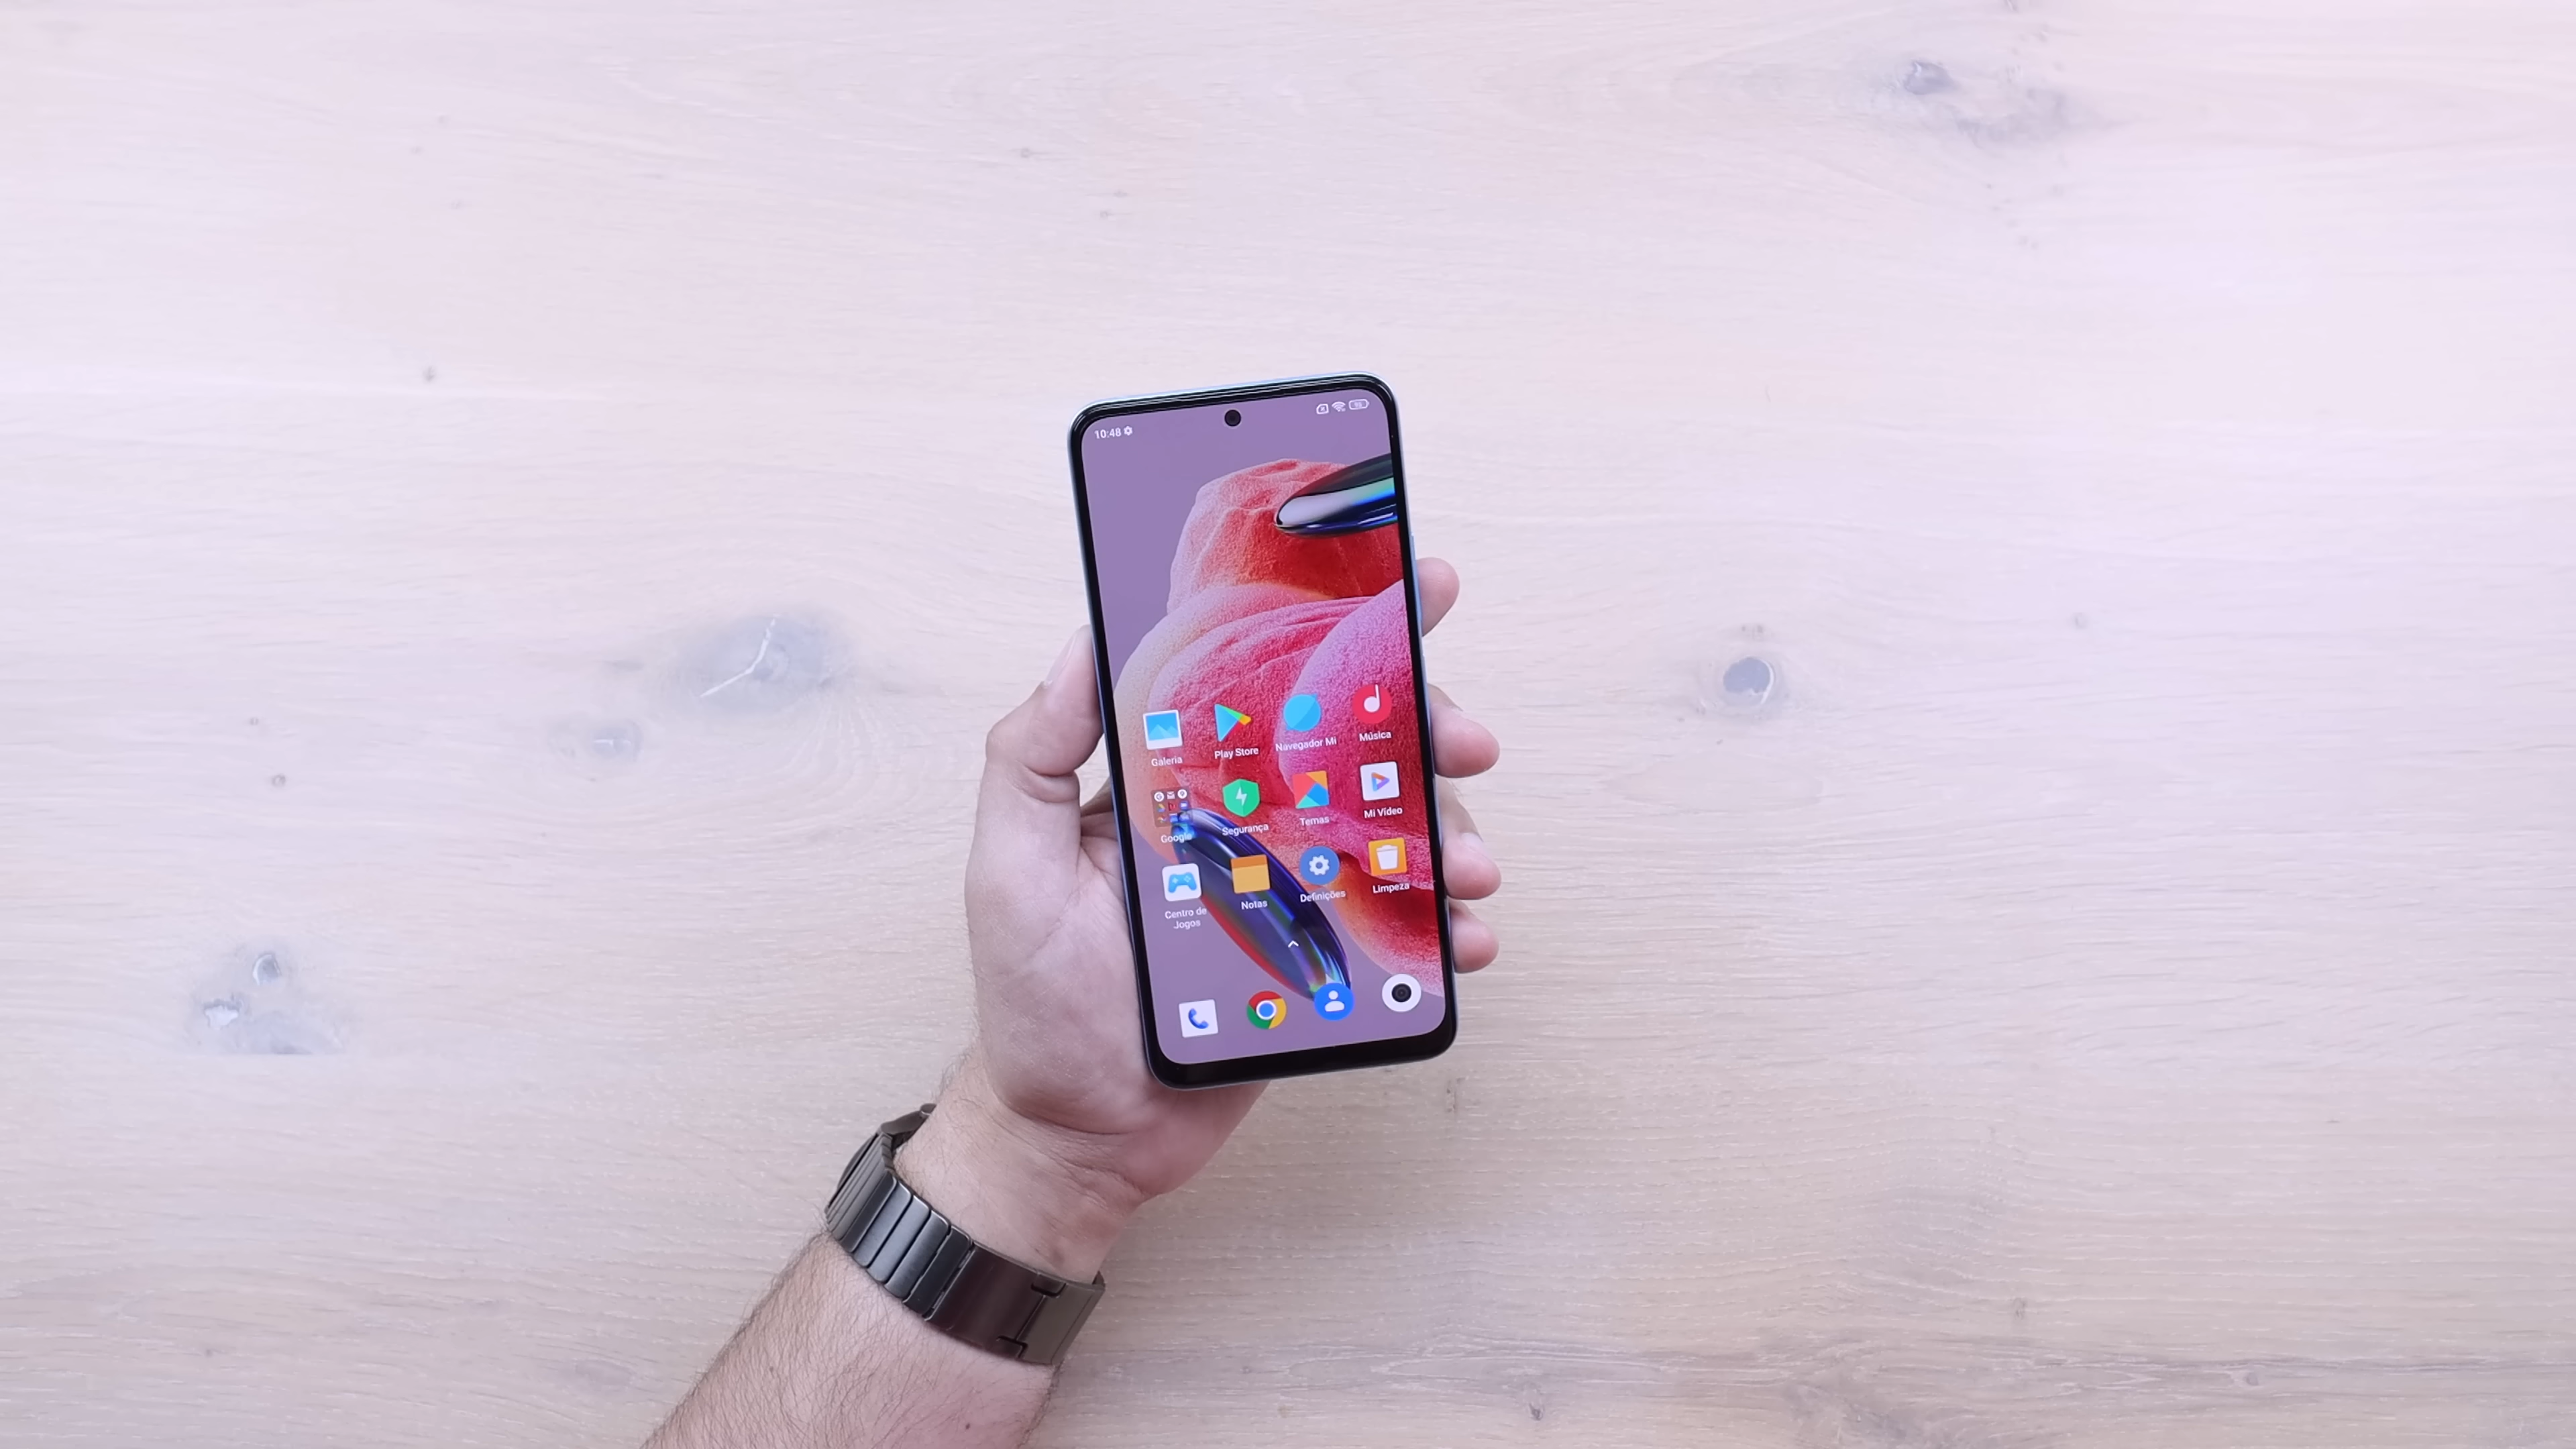 10:48
Galeria
Play Store
Navegador Mi
Música
Google
Segurança
Temas
Mi Vídeo
Centro de
Jogos
Notas
Definições
Limpeza